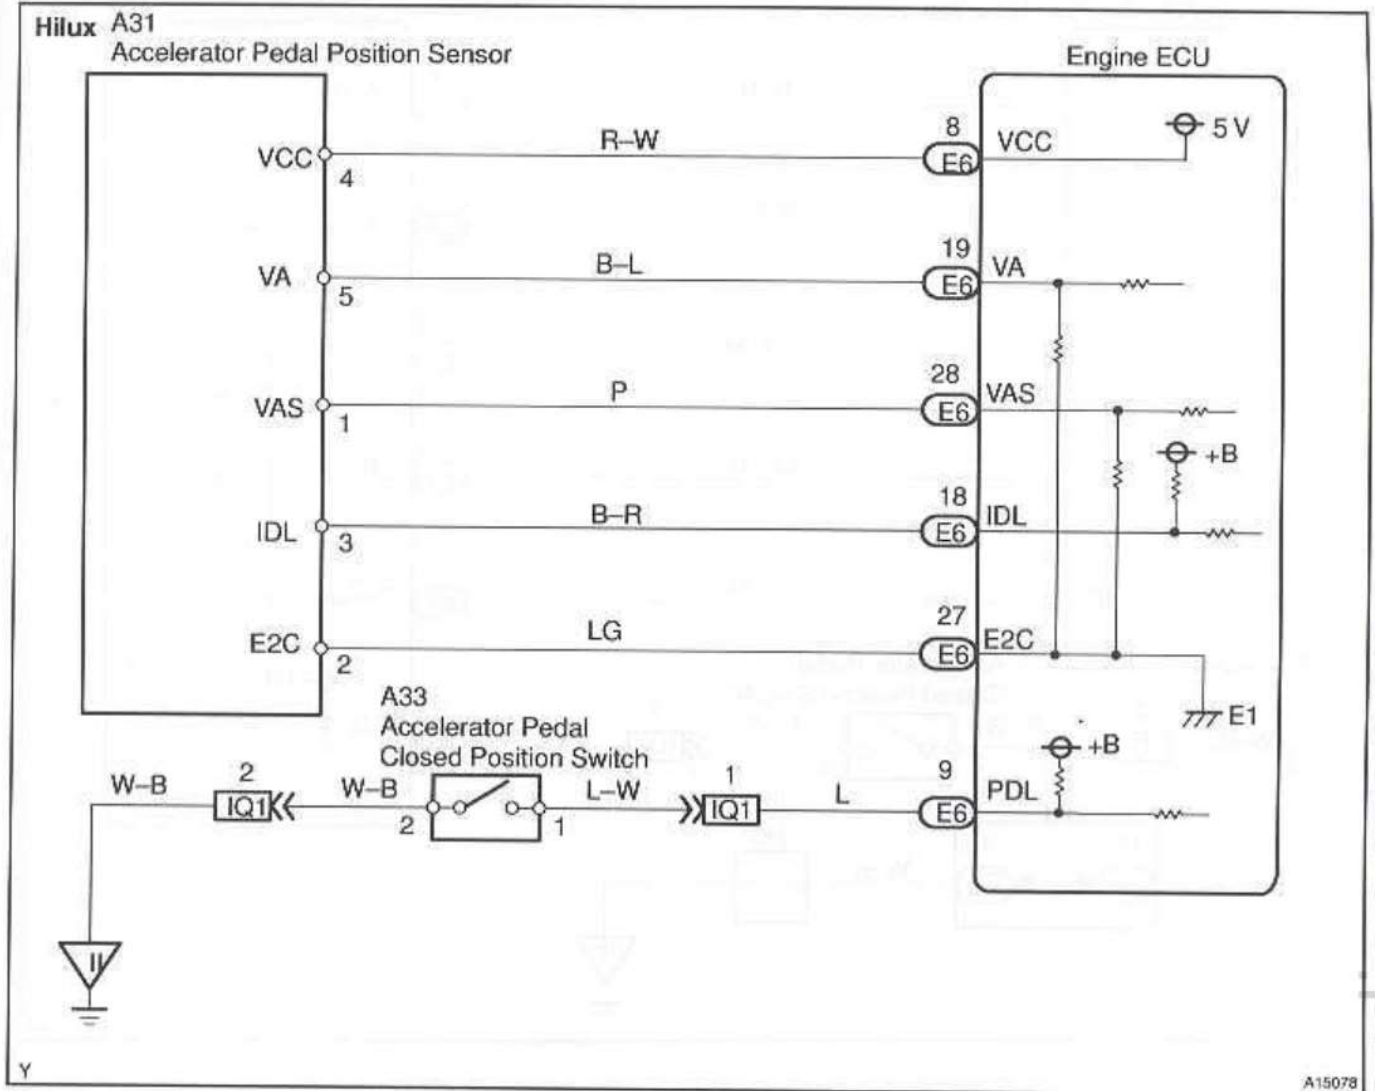 Hilux A31
Accelerator Pedal Position Sensor
Engine ECU
5 V
VCC 4 R–W 8 E6 VCC
VA 5 B–L 19 E6 VA
VAS 1 P 28 E6 VAS
+B
IDL 3 B–R 18 E6 IDL
E2C 2 LG 27 E6 E2C
E1
A33
Accelerator Pedal
Closed Position Switch
+B
W–B 2 IQ1 W–B 2 1 L–W 1 IQ1 L 9 E6 PDL
II
Y
A15078